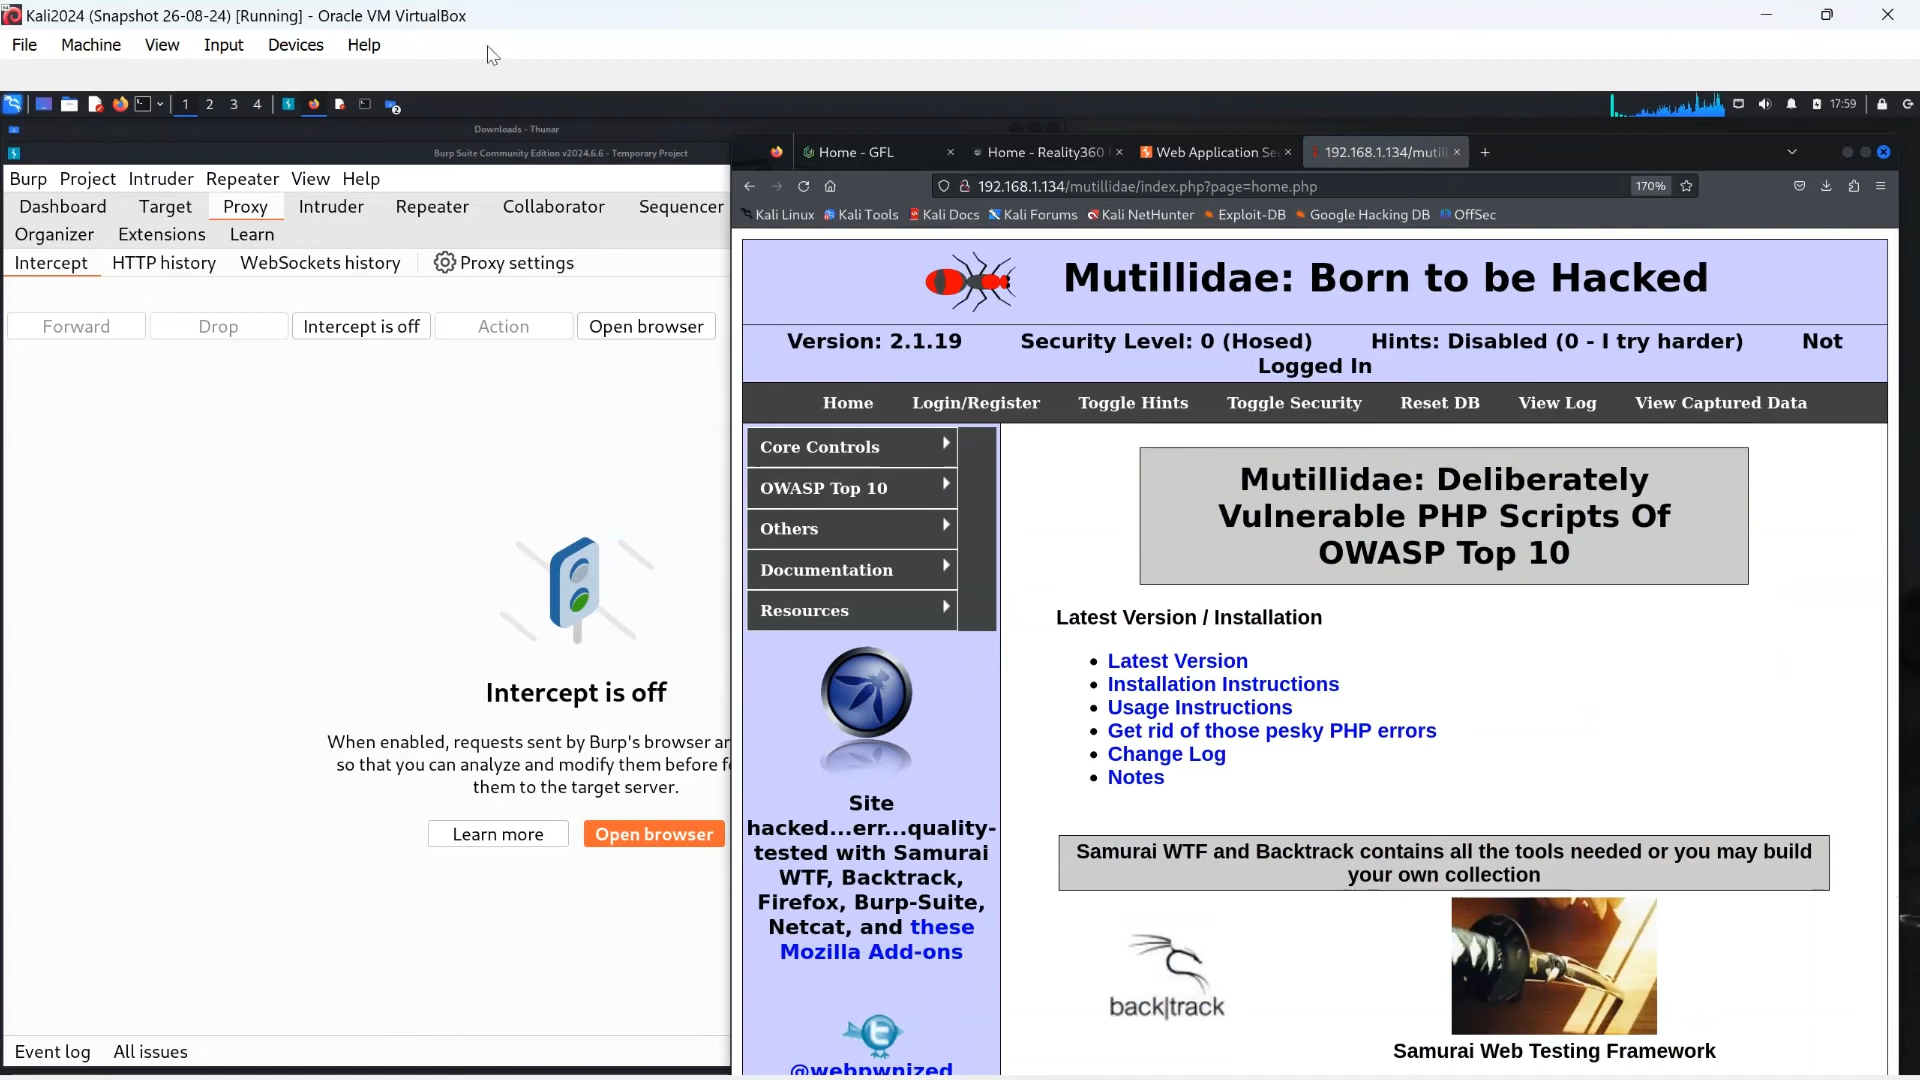 Kali2024 (Snapshot 26-08-24) [Running] - Oracle VM VirtualBox
File Machine View Input Devices Help
1 2 3 4
17:59
Downloads - Thunar
Burp Suite Community Edition v2024.6.6 - Temporary Project
Burp Project Intruder Repeater View Help
Dashboard Target Proxy Intruder Repeater Collaborator Sequencer
Organizer Extensions Learn
Intercept HTTP history WebSockets history Proxy settings
Forward Drop Intercept is off Action Open browser
Intercept is off
When enabled, requests sent by Burp's browser
so that you can analyze and modify them before
them to the target server.
Learn more Open browser
Event log All issues
Home - GFL
Home - Reality360
Web Application
192.168.1.134/mutill
192.168.1.134/mutillidae/index.php?page=home.php
170%
Kali Linux Kali Tools Kali Docs Kali Forums Kali NetHunter Exploit-DB Google Hacking DB OffSec
Mutillidae: Born to be Hacked
Version: 2.1.19 Security Level: 0 (Hosed) Hints: Disabled (0 - I try harder) Not
Logged In
Home Login/Register Toggle Hints Toggle Security Reset DB View Log View Captured Data
Core Controls
OWASP Top 10
Others
Documentation
Resources
Site
hacked...err...quality-
tested with Samurai
WTF, Backtrack,
Firefox, Burp-Suite,
Netcat, and these
Mozilla Add-ons
@webpwnized
Mutillidae: Deliberately
Vulnerable PHP Scripts Of
OWASP Top 10
Latest Version / Installation
Latest Version
Installation Instructions
Usage Instructions
Get rid of those pesky PHP errors
Change Log
Notes
Samurai WTF and Backtrack contains all the tools needed or you may build
your own collection
back|track
Samurai Web Testing Framework